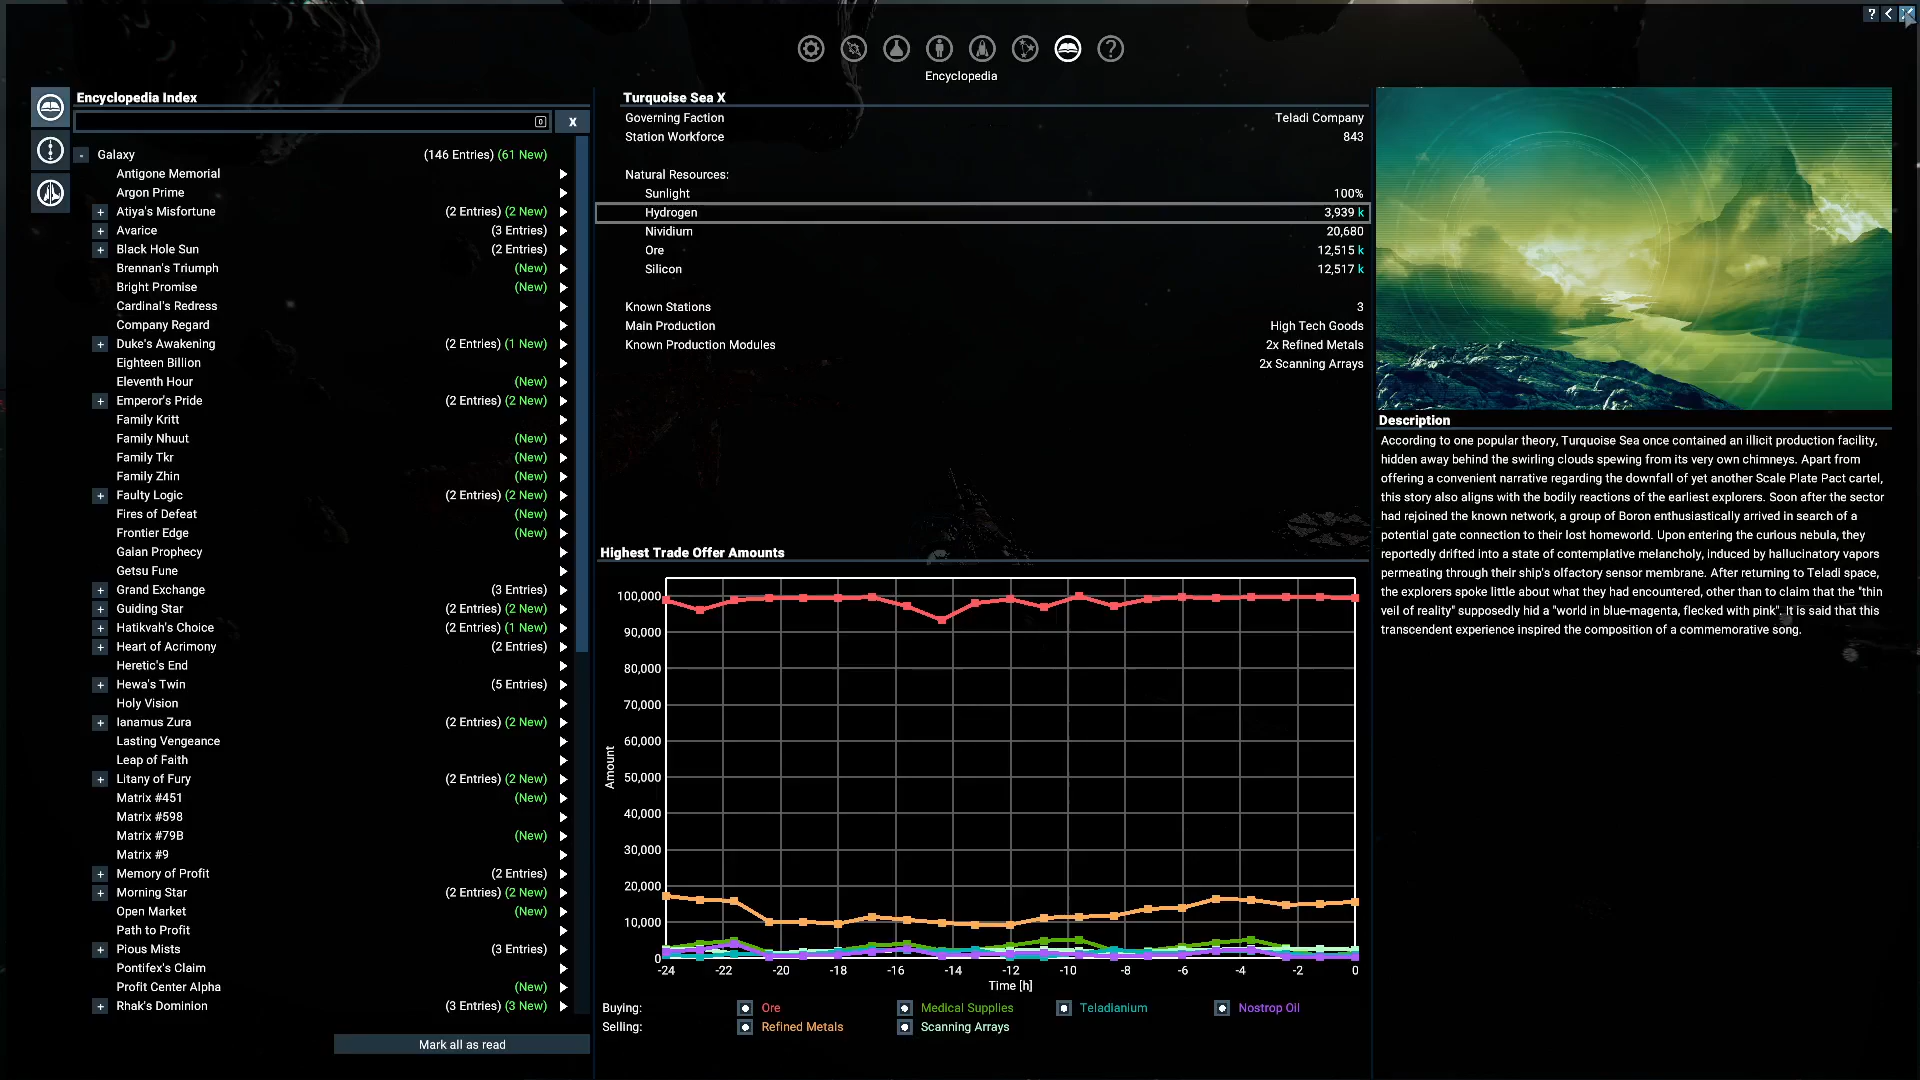 ?
Encyclopedia
Encyclopedia Index
X
- Galaxy (146 Entries) (61 New)
Antigone Memorial
Argon Prime
+ Atiya's Misfortune (2 Entries) (2 New)
+ Avarice (3 Entries)
+ Black Hole Sun (2 Entries)
Brennan's Triumph (New)
Bright Promise (New)
Cardinal's Redress
Company Regard
+ Duke's Awakening (2 Entries) (1 New)
Eighteen Billion
Eleventh Hour (New)
+ Emperor's Pride (2 Entries) (2 New)
Family Kritt
Family Nhuut (New)
Family Tkr (New)
Family Zhin (New)
+ Faulty Logic (2 Entries) (2 New)
Fires of Defeat (New)
Frontier Edge (New)
Gaian Prophecy
Getsu Fune
+ Grand Exchange (3 Entries)
+ Guiding Star (2 Entries) (2 New)
+ Hatikvah's Choice (2 Entries) (1 New)
+ Heart of Acrimony (2 Entries)
Heretic's End
+ Hewa's Twin (5 Entries)
Holy Vision
+ Ianamus Zura (2 Entries) (2 New)
Lasting Vengeance
Leap of Faith
+ Litany of Fury (2 Entries) (2 New)
Matrix #451 (New)
Matrix #598
Matrix #79B (New)
Matrix #9
+ Memory of Profit (2 Entries)
+ Morning Star (2 Entries) (2 New)
Open Market (New)
Path to Profit
+ Pious Mists (3 Entries)
Pontifex's Claim
Profit Center Alpha (New)
+ Rhak's Dominion (3 Entries) (3 New)
Mark all as read
Turquoise Sea X
Governing Faction Teladi Company
Station Workforce 843
Natural Resources:
Sunlight 100%
Hydrogen 3,939 k
Nividium 20,680
Ore 12,515 k
Silicon 12,517 k
Known Stations 3
Main Production High Tech Goods
Known Production Modules 2x Refined Metals
2x Scanning Arrays
Highest Trade Offer Amounts
Amount
100,000
90,000
80,000
70,000
60,000
50,000
40,000
30,000
20,000
10,000
0
-24 -22 -20 -18 -16 -14 -12 -10 -8 -6 -4 -2 0
Time [h]
Buying: Ore Medical Supplies Teladianium Nostrop Oil
Selling: Refined Metals Scanning Arrays
Description
According to one popular theory, Turquoise Sea once contained an illicit production facility,
hidden away behind the swirling clouds spewing from its very own chimneys. Apart from
offering a convenient narrative regarding the downfall of yet another Scale Plate Pact cartel,
this story also aligns with the bodily reactions of the earliest explorers. Soon after the sector
had rejoined the known network, a group of Boron enthusiastically arrived in search of a
potential gate connection to their lost homeworld. Upon entering the curious nebula, they
reportedly drifted into a state of contemplative melancholy, induced by hallucinatory vapors
permeating through their ship's olfactory sensor membrane. After returning to Teladi space,
the explorers spoke little about what they had encountered, other than to claim that the "thin
veil of reality" supposedly hid a "world in blue-magenta, flecked with pink". It is said that this
transcendent experience inspired the composition of a commemorative song.